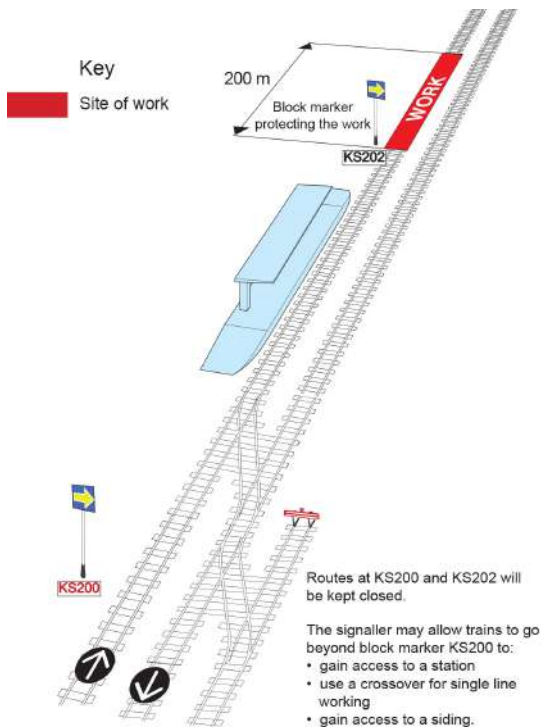 Key
Site of work
200 m
Block marker
protecting the work
WORK
KS202
KS200
Routes at KS200 and KS202 will
be kept closed.
The signaller may allow trains to go
beyond block marker KS200 to:
• gain access to a station
• use a crossover for single line
working
• gain access to a siding.